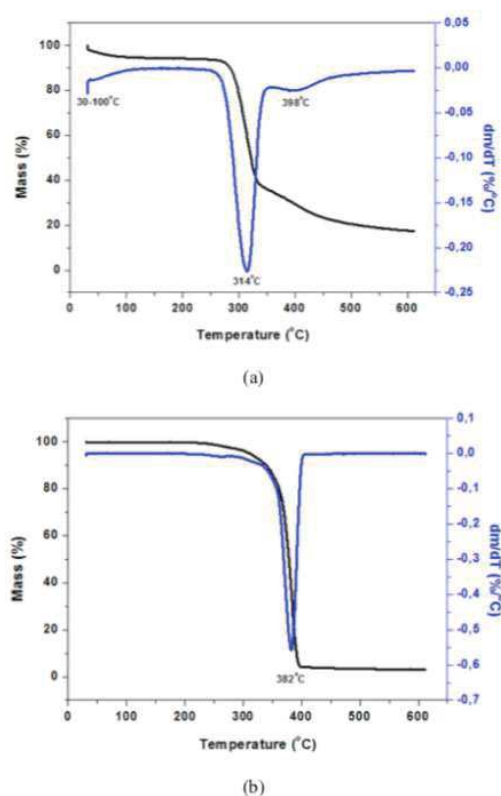 100
80
60
40
20
0
Mass (%)
0,05
0,00
-0,05
-0,10
-0,15
-0,20
-0,25
dm/dT (%/°C)
30-100°C
398°C
314°C
0 100 200 300 400 500 600
Temperature (°C)
(a)
100
80
60
40
20
0
Mass (%)
0,1
0,0
-0,1
-0,2
-0,3
-0,4
-0,5
-0,6
-0,7
dm/dT (%/°C)
382°C
0 100 200 300 400 500 600
Temperature (°C)
(b)